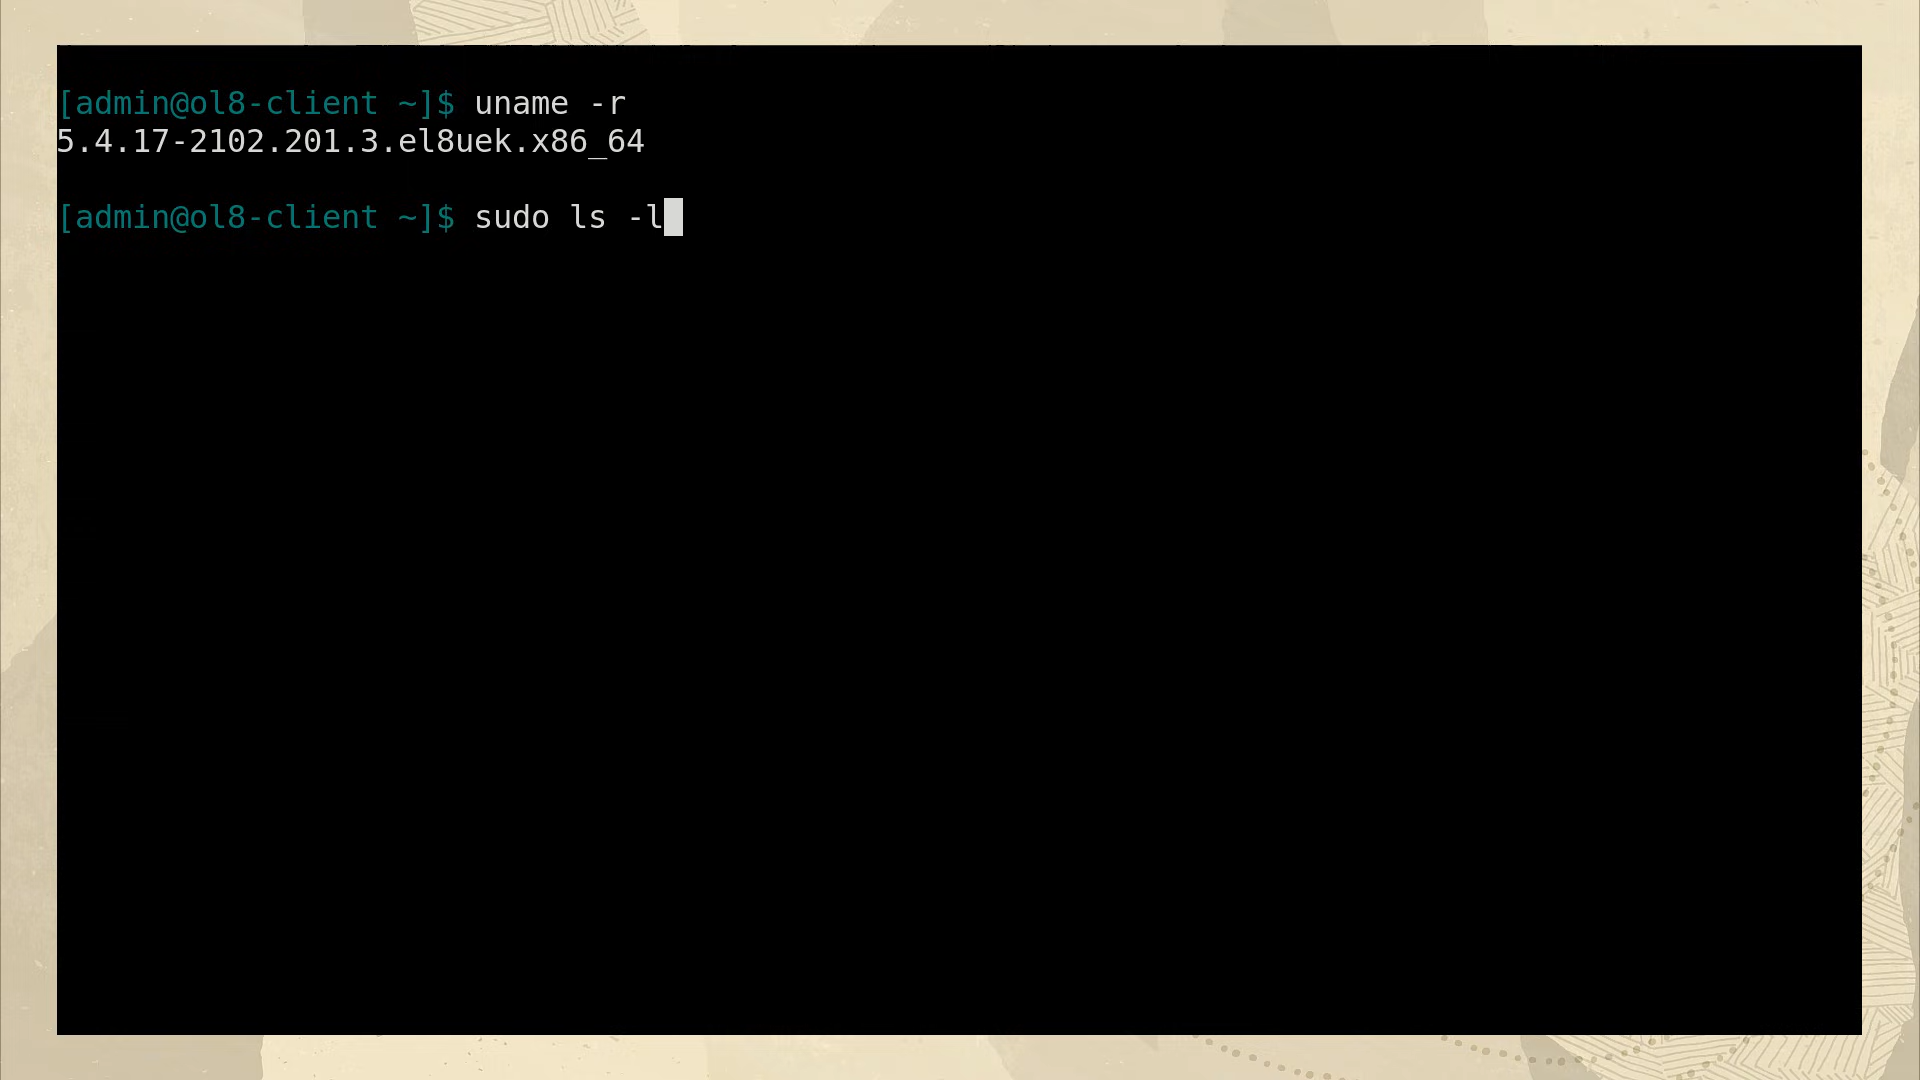 [admin@ol8-client ~]$ uname -r
5.4.17-2102.201.3.el8uek.x86_64
[admin@ol8-client ~]$ sudo ls -l